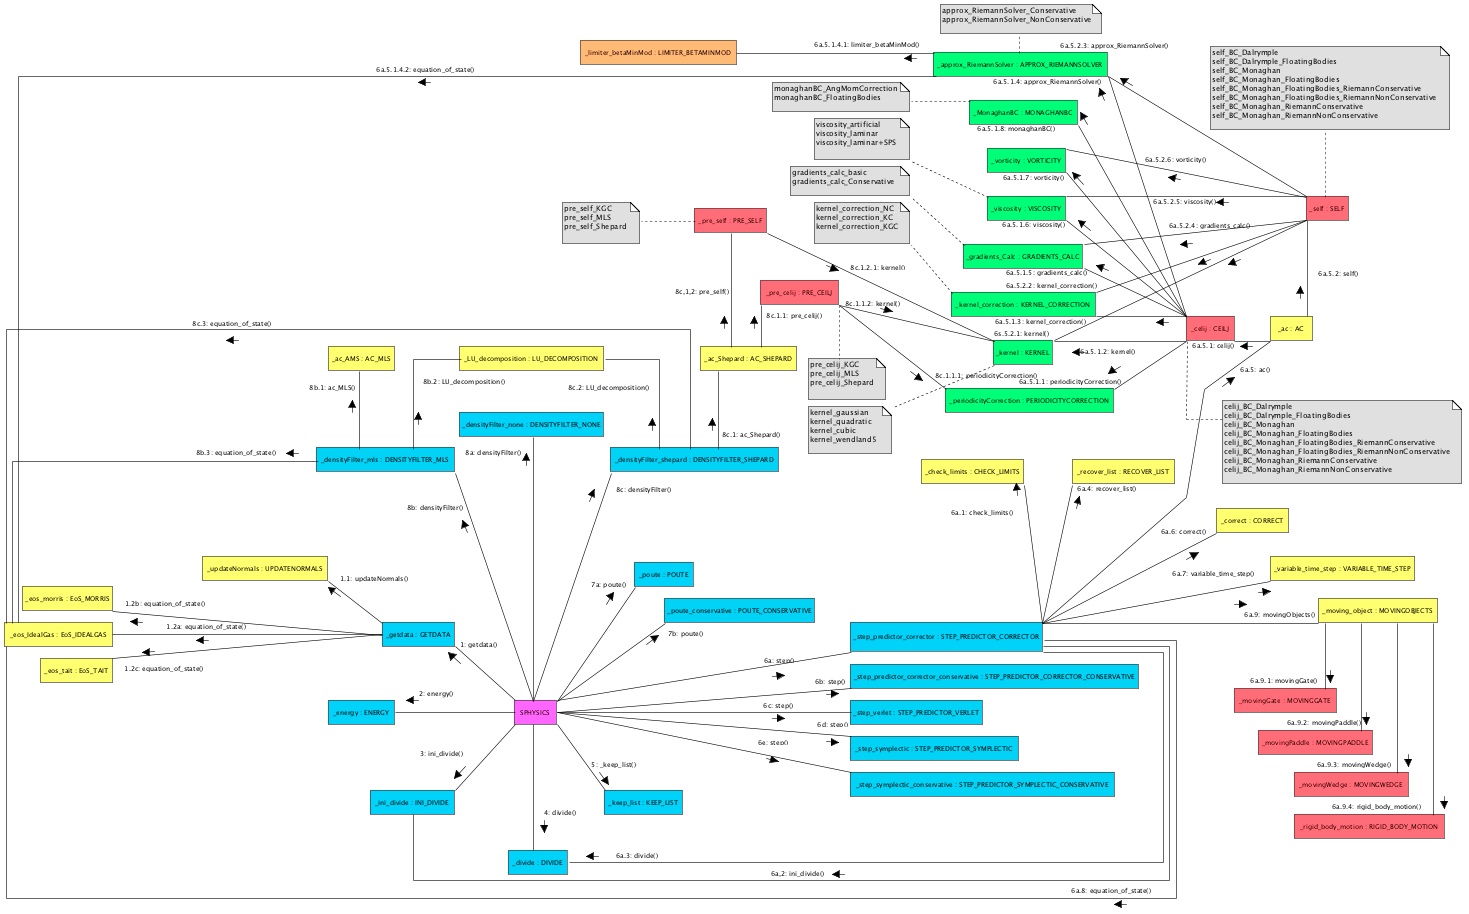 approx_RiemannSolver_Conservative
approx_RiemannSolver_NonConservative
6a.5.1.4.1: limiter_betaMinMod()
6a.5.2.3: approx_RiemannSolver()
_limiter_betaMinMod : LIMITER_BETAMINMOD
_approx_RiemannSolver : APPROX_RIEMANNSOLVER
6a.5.1.4.2: equation_of_state()
6a.5.1.4: approx_RiemannSolver()
self_BC_Dalrymple
self_BC_Dalrymple_FloatingBodies
self_BC_Monaghan
self_BC_Monaghan_FloatingBodies
self_BC_Monaghan_FloatingBodies_RiemannConservative
self_BC_Monaghan_FloatingBodies_RiemannNonConservative
self_BC_Monaghan_RiemannConservative
self_BC_Monaghan_RiemannNonConservative
monaghanBC_AngMomCorrection
monaghanBC_FloatingBodies
_MonaghanBC : MONAGHANBC
6a.5.1.8: monaghanBC()
viscosity_artificial
viscosity_laminar
viscosity_laminar+SPS
_vorticity : VORTICITY
6a.5.2.6: vorticity()
6a.5.1.7: vorticity()
gradients_calc_basic
gradients_calc_Conservative
_viscosity : VISCOSITY
6a.5.2.5: viscosity()
_self : SELF
6a.5.1.6: viscosity()
6a.5.2.4: gradients_calc()
pre_self_KGC
pre_self_MLS
pre_self_Shepard
_pre_self : PRE_SELF
kernel_correction_NC
kernel_correction_KC
kernel_correction_KGC
_gradients_Calc : GRADIENTS_CALC
6a.5.1.5: gradients_calc()
8c.1.2.1: kernel()
6a.5.2: self()
6a.5.2.2: kernel_correction()
8c.1.2: pre_self()
_pre_celij : PRE_CEILJ
8c.1.1.2: kernel()
_kernel_correction : KERNEL_CORRECTION
8c.1.1: pre_celij()
6a.5.1.3: kernel_correction()
_celij : CEILJ
_ac : AC
8c.3: equation_of_state()
6s.5.2.1: kernel()
6a.5.1: celij()
_ac_AMS : AC_MLS
_LU_decomposition : LU_DECOMPOSITION
_ac_Shepard : AC_SHEPARD
_kernel : KERNEL
6a.5.1.2: kernel()
pre_celij_KGC
pre_celij_MLS
pre_celij_Shepard
8c.1.1.1: periodicityCorrection()
6a.5.1.1: periodicityCorrection()
6a.5: ac()
8b.1: ac_MLS()
8b.2: LU_decomposition()
8c.2: LU_decomposition()
_periodicityCorrection : PERIODICITYCORRECTION
kernel_gaussian
kernel_quadratic
kernel_cubic
kernel_wendland5
celij_BC_Dalrymple
celij_BC_Dalrymple_FloatingBodies
celij_BC_Monaghan
celij_BC_Monaghan_FloatingBodies
celij_BC_Monaghan_FloatingBodies_RiemannConservative
celij_BC_Monaghan_FloatingBodies_RiemannNonConservative
celij_BC_Monaghan_RiemannConservative
celij_BC_Monaghan_RiemannNonConservative
_densityFilter_none : DENSITYFILTER_NONE
8c.1: ac_Shepard()
8b.3: equation_of_state()
8a: densityFilter()
_densityFilter_mls : DENSITYFILTER_MLS
_densityFilter_shepard : DENSITYFILTER_SHEPARD
_check_limits : CHECK_LIMITS
_recover_list : RECOVER_LIST
8c: densityFilter()
6a.4: recover_list()
8b: densityFilter()
6a.1: check_limits()
_correct : CORRECT
6a.6: correct()
_updateNormals : UPDATENORMALS
1.1: updateNormals()
7a: poute()
_poute : POUTE
_variable_time_step : VARIABLE_TIME_STEP
6a.7: variable_time_step()
_eos_morris : EoS_MORRIS
1.2b: equation_of_state()
_poute_conservative : POUTE_CONSERVATIVE
_moving_object : MOVINGOBJECTS
6a.9: movingObjects()
_eos_IdealGas : EoS_IDEALGAS
1.2a: equation_of_state()
_getdata : GETDATA
1: getdata()
7b: poute()
_step_predictor_corrector : STEP_PREDICTOR_CORRECTOR
_eos_tait : EoS_TAIT
1.2c: equation_of_state()
6a: step()
_step_predictor_corrector_conservative : STEP_PREDICTOR_CORRECTOR_CONSERVATIVE
6b: step()
6a.9.1: movingGate()
2: energy()
_movingGate : MOVINGGATE
6c: step()
_energy : ENERGY
SPHYSICS
_step_verlet : STEP_PREDICTOR_VERLET
6d: step()
6a.9.2: movingPaddle()
6e: step()
_step_symplectic : STEP_PREDICTOR_SYMPLECTIC
_movingPaddle : MOVINGPADDLE
3: ini_divide()
5: _keep_list()
6a.9.3: movingWedge()
_step_symplectic_conservative : STEP_PREDICTOR_SYMPLECTIC_CONSERVATIVE
_movingWedge : MOVINGWEDGE
_ini_divide : INI_DIVIDE
_keep_list : KEEP_LIST
6a.9.4: rigid_body_motion()
4: divide()
_rigid_body_motion : RIGID_BODY_MOTION
6a.3: divide()
_divide : DIVIDE
6a,2: ini_divide()
6a.8: equation_of_state()